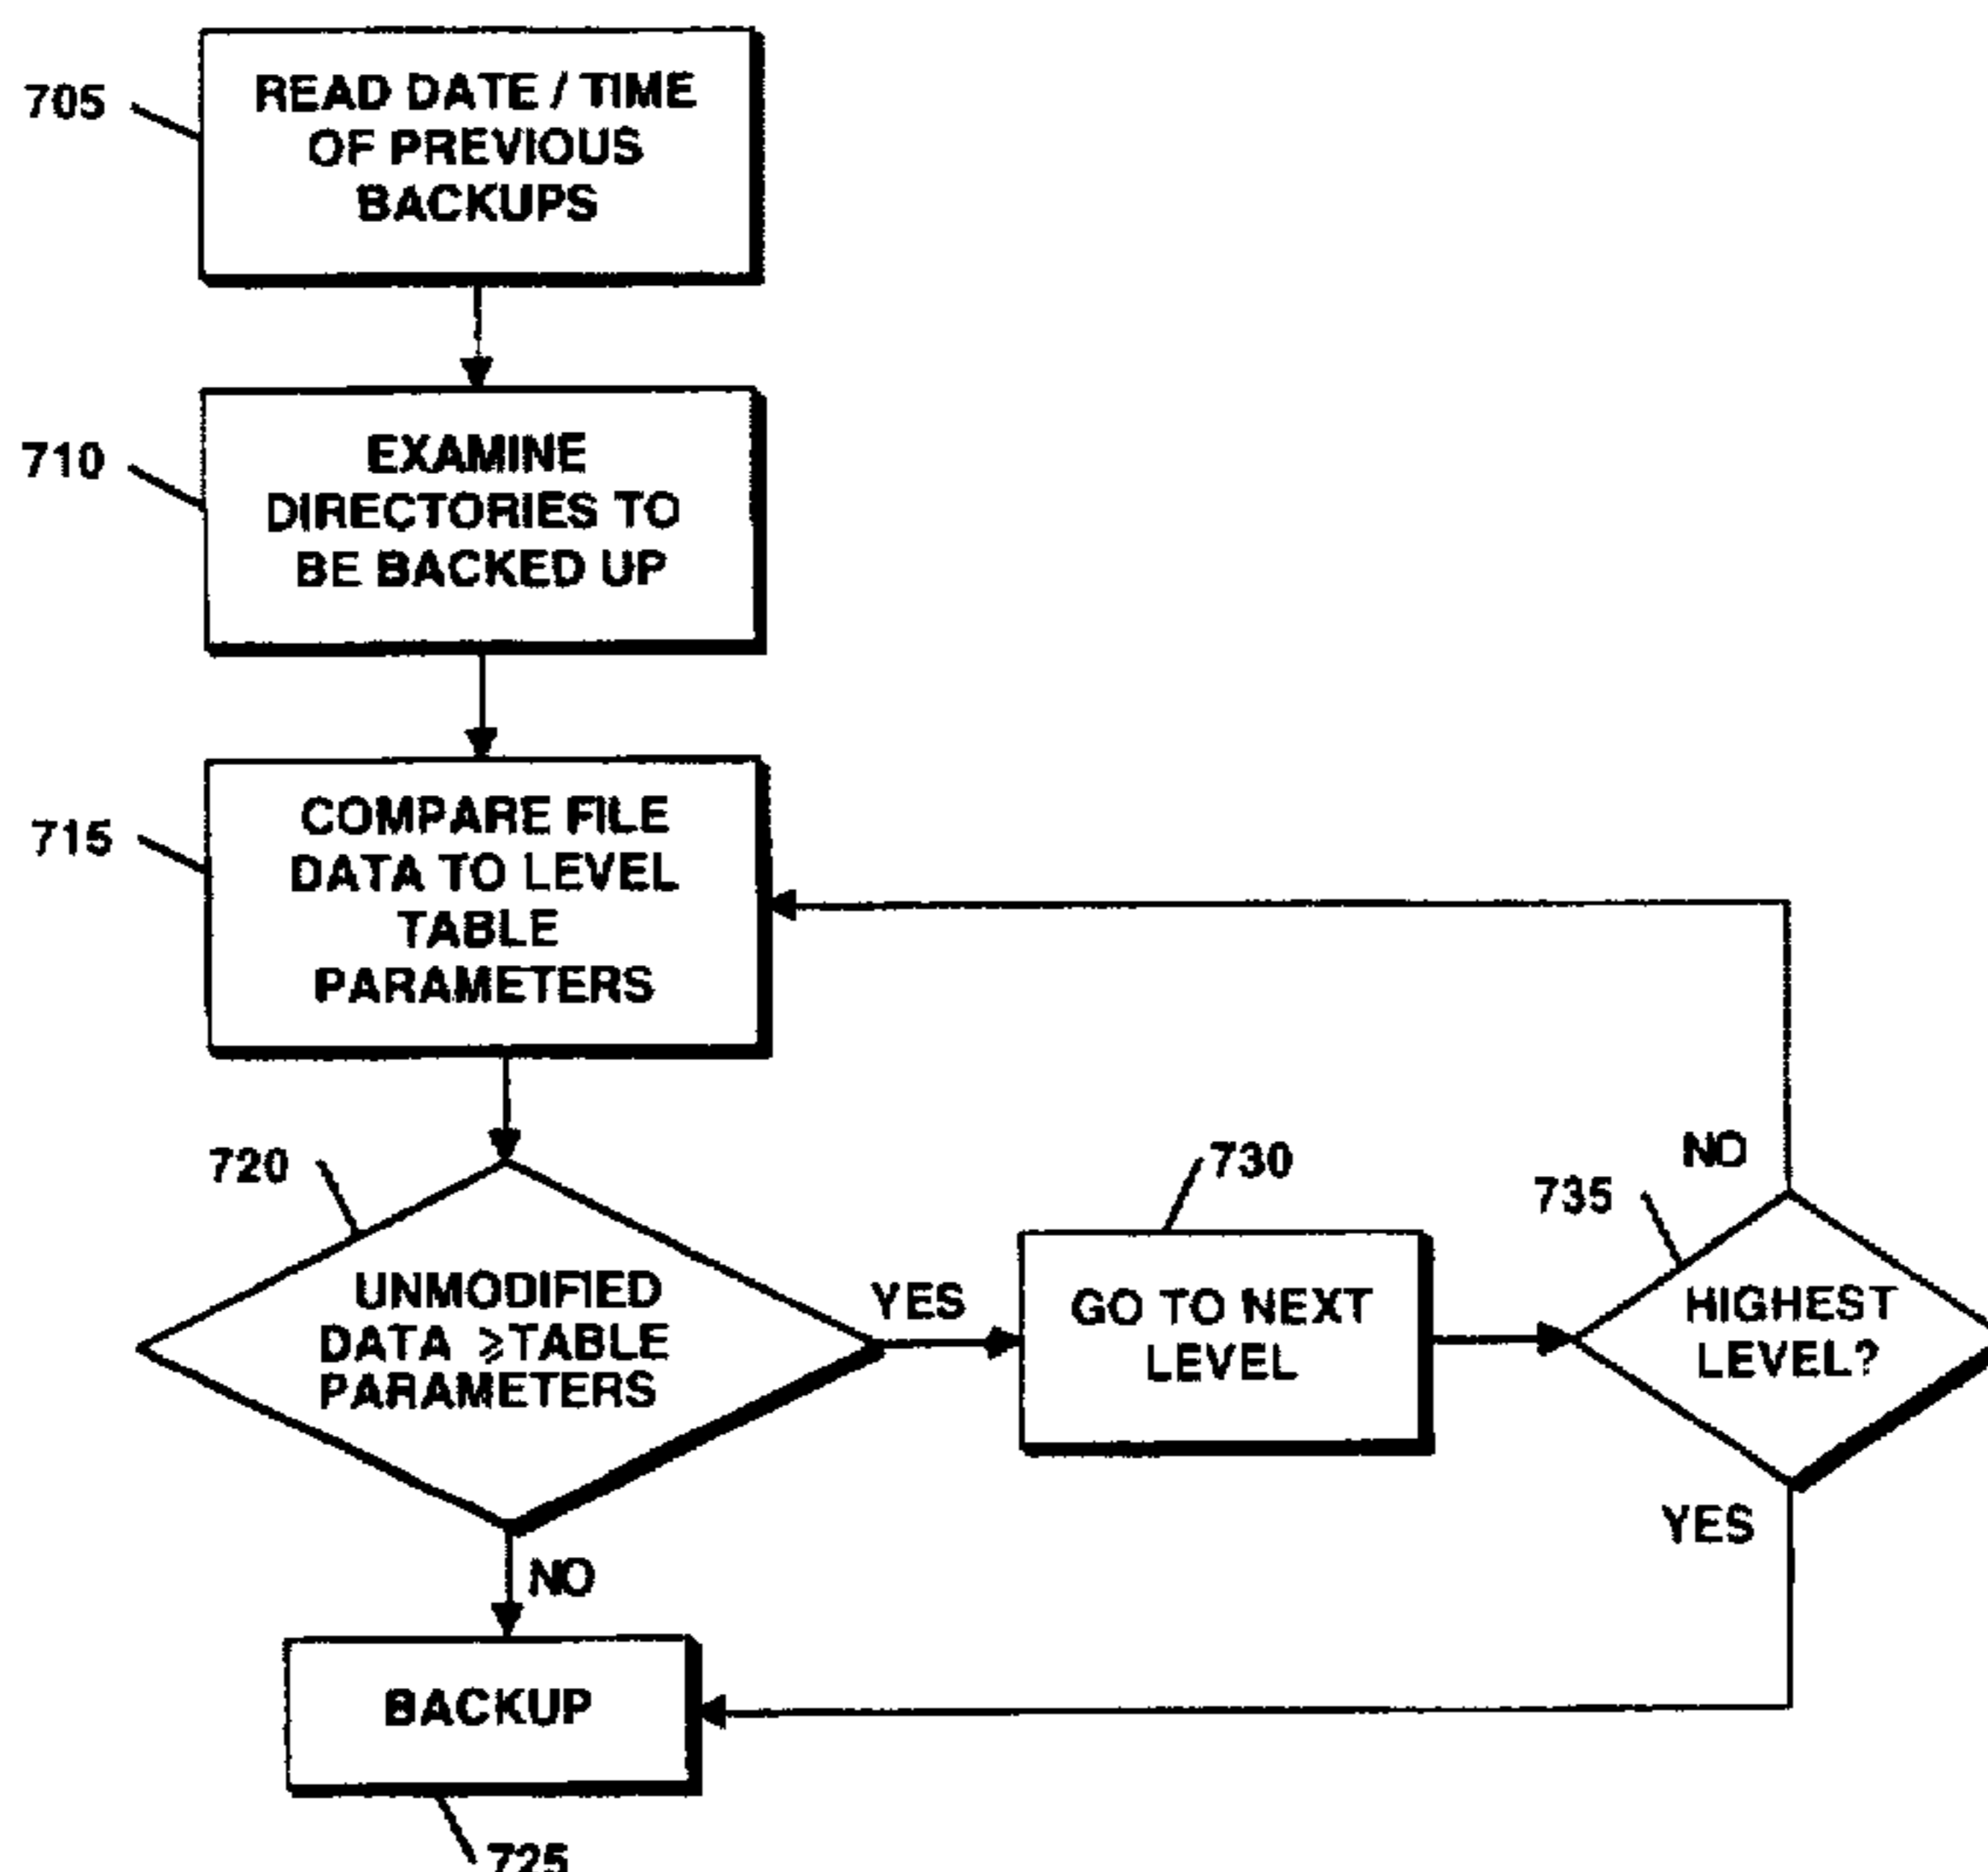 705
READ DATE / TIME
OF PREVIOUS
BACKUPS
710
EXAMINE
DIRECTORIES TO
BE BACKED UP
715
COMPARE FILE
DATA TO LEVEL
TABLE
PARAMETERS
720
UNMODIFIED
DATA ⩾TABLE
PARAMETERS
YES
730
GO TO NEXT
LEVEL
735
NO
HIGHEST
LEVEL?
YES
NO
BACKUP
725